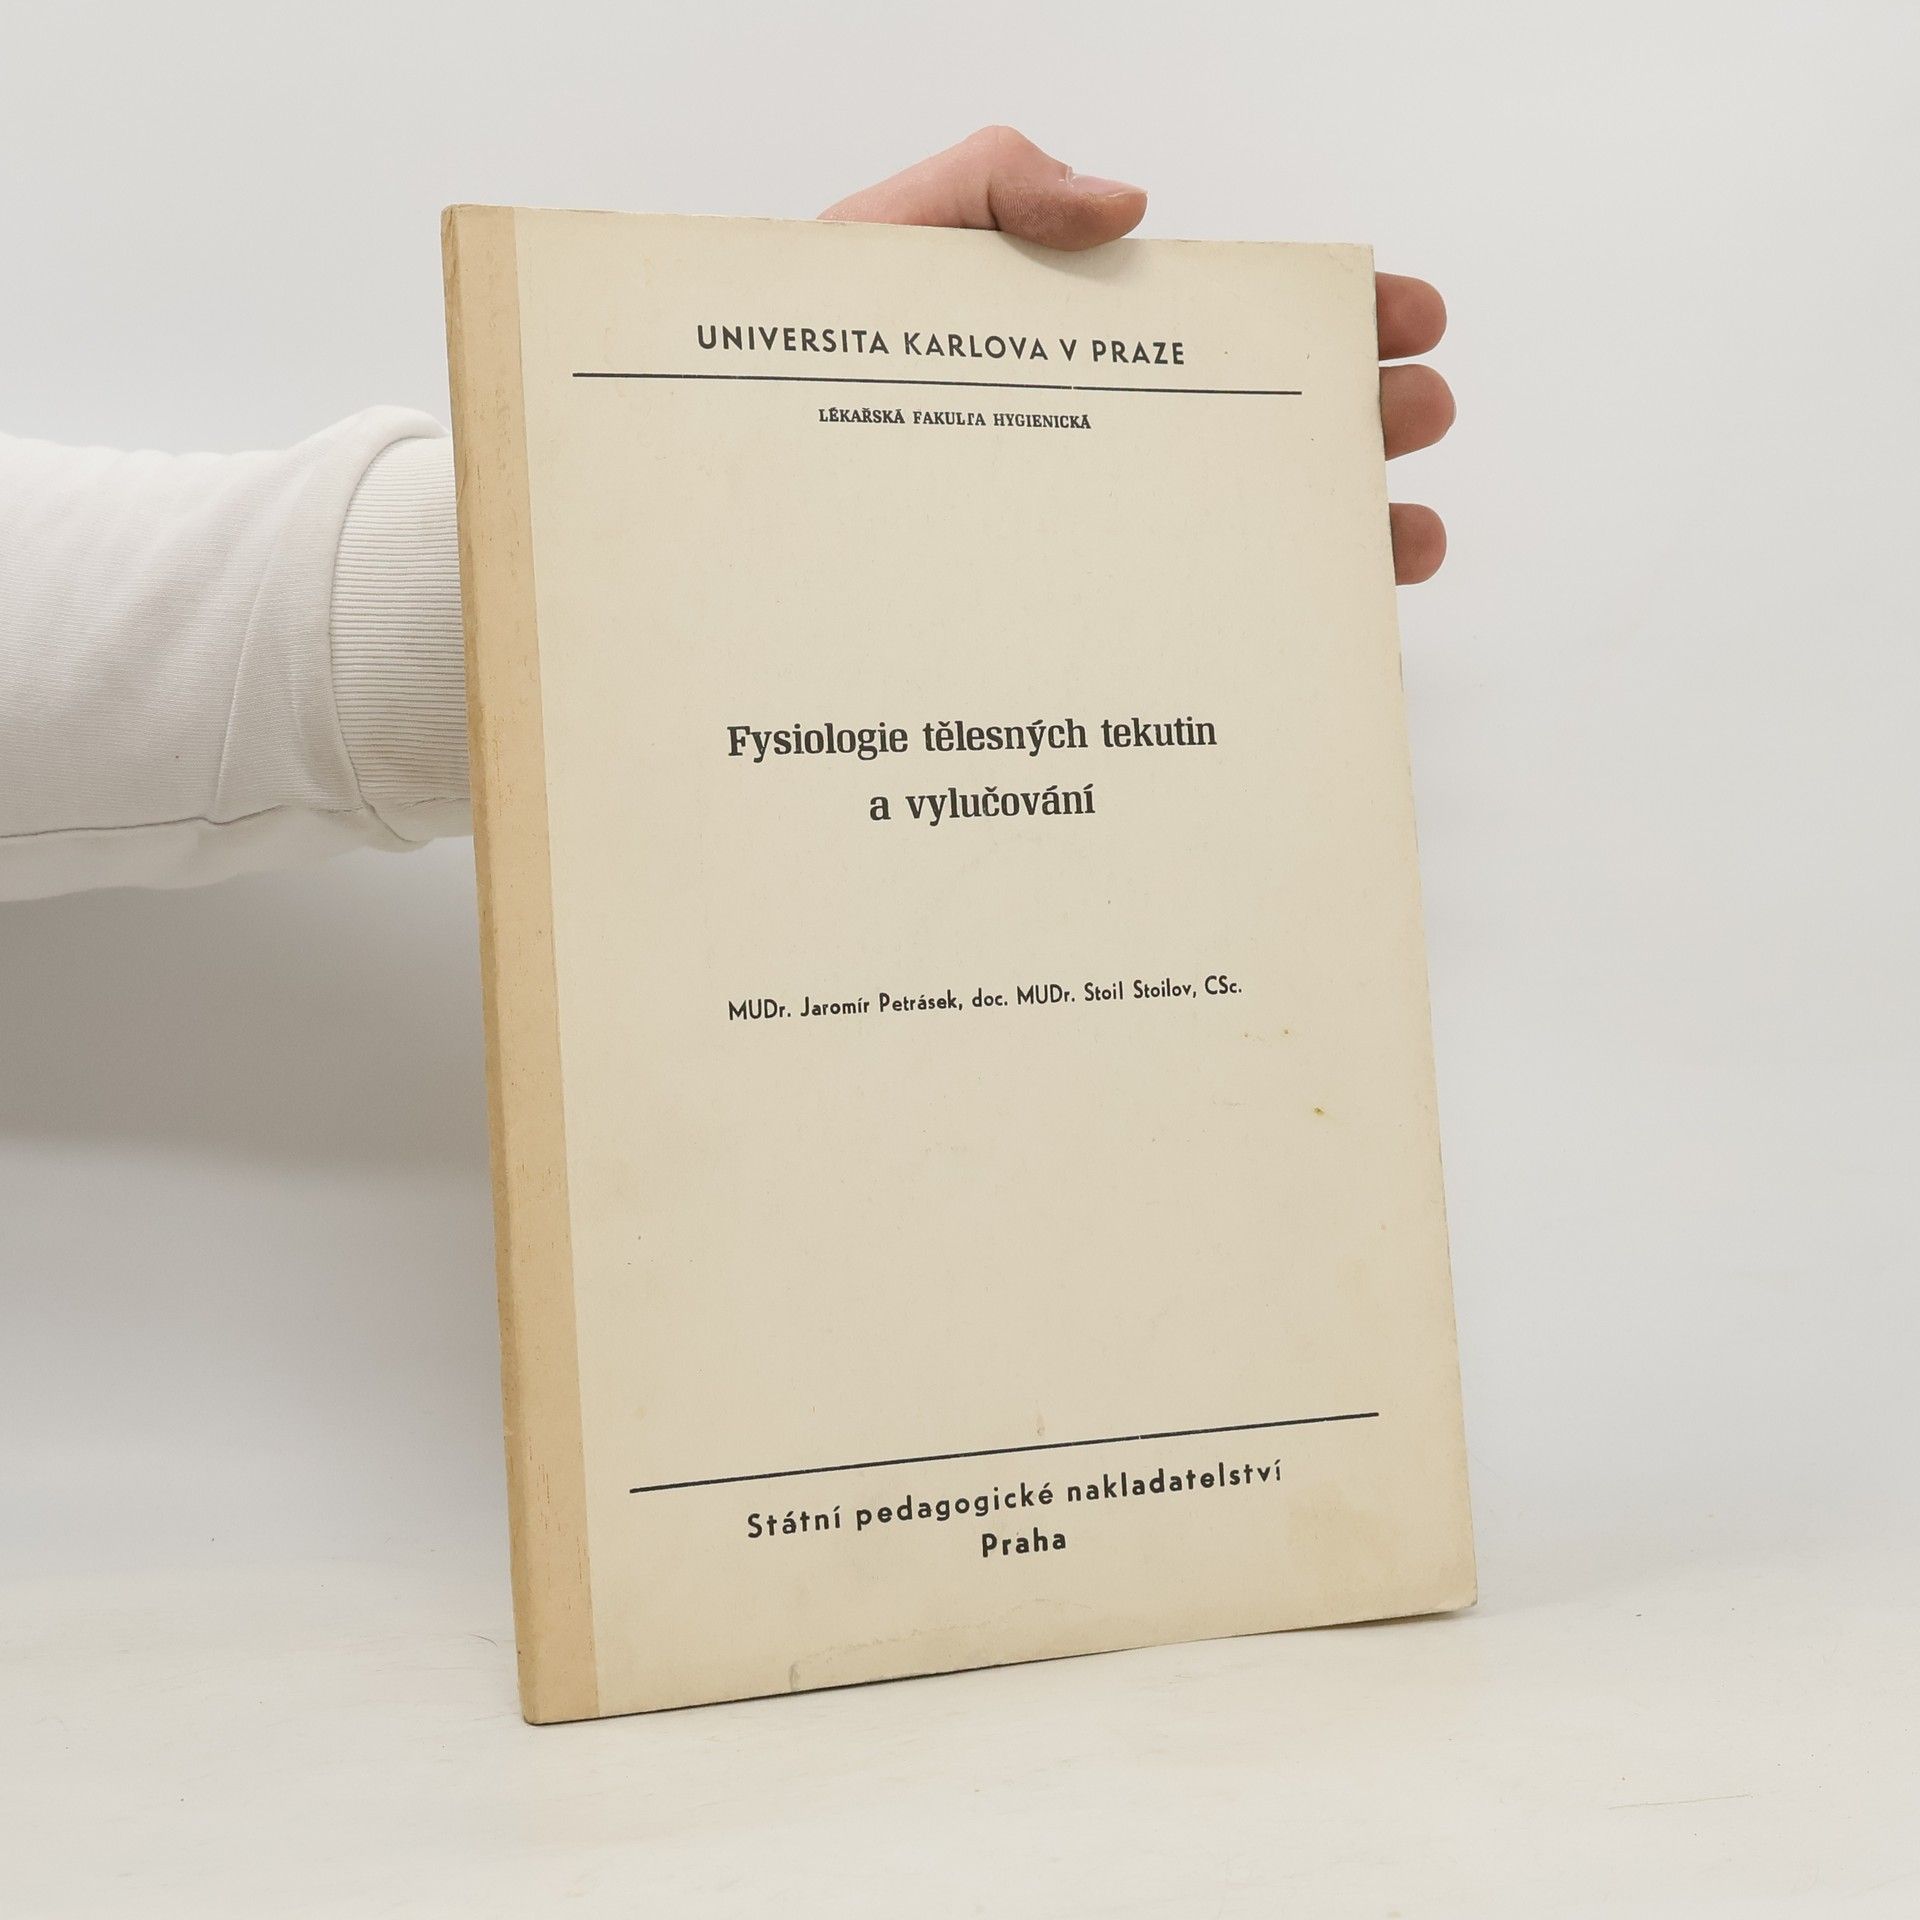 UNIVERSITA KARLOVA V PRAZE
LÉKAŘSKÁ FAKULTA HYGIENICKÁ
Fysiologie tělesných tekutin
a vylučování
MUDr. Jaromír Petrásek, doc. MUDr. Stoil Stoilov, CSc.
Státní pedagogické nakladatelství
Praha